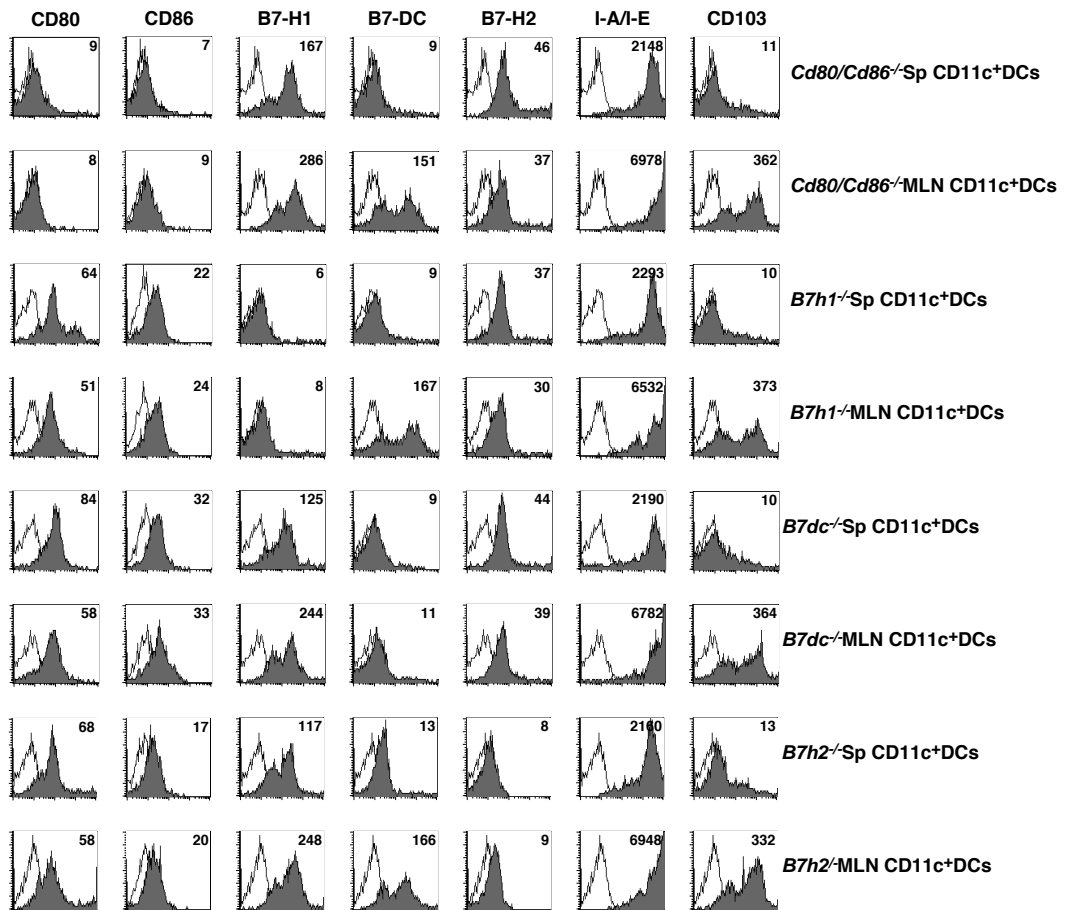 CD80 CD86 B7-H1 B7-DC B7-H2 I-A/I-E CD103
9 7 167 9 46 2148 11 Cd80/Cd86-/-Sp CD11c+DCs
8 9 286 151 37 6978 362 Cd80/Cd86-/-MLN CD11c+DCs
64 22 6 9 37 2293 10 B7h1-/-Sp CD11c+DCs
51 24 8 167 30 6532 373 B7h1-/-MLN CD11c+DCs
84 32 125 9 44 2190 10 B7dc-/-Sp CD11c+DCs
58 33 244 11 39 6782 364 B7dc-/-MLN CD11c+DCs
68 17 117 13 8 2160 13 B7h2-/-Sp CD11c+DCs
58 20 248 166 9 6948 332 B7h2/-MLN CD11c+DCs